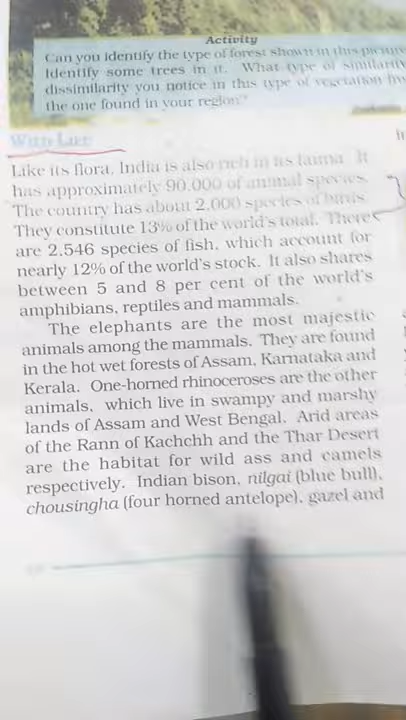 Activity
Can you identify the type of forest shown in this picture
Identify some trees in it. What type of similarity
dissimilarity you notice in this type of vegetation
the one found in your region?
Like its flora, India is also rich in its fauna. It
has approximately 90,000 of animal species.
The country has about 2,000 species of birds.
They constitute 13% of the world's total. There
are 2,546 species of fish, which account for
nearly 12% of the world's stock. It also shares
between 5 and 8 per cent of the world's
amphibians, reptiles and mammals.
The elephants are the most majestic
animals among the mammals. They are found
in the hot wet forests of Assam, Karnataka and
Kerala. One-horned rhinoceroses are the other
animals, which live in swampy and marshy
lands of Assam and West Bengal. Arid areas
of the Rann of Kachchh and the Thar Desert
are the habitat for wild ass and camels
respectively. Indian bison, nilgai (blue bull),
chousingha (four horned antelope), gazel and